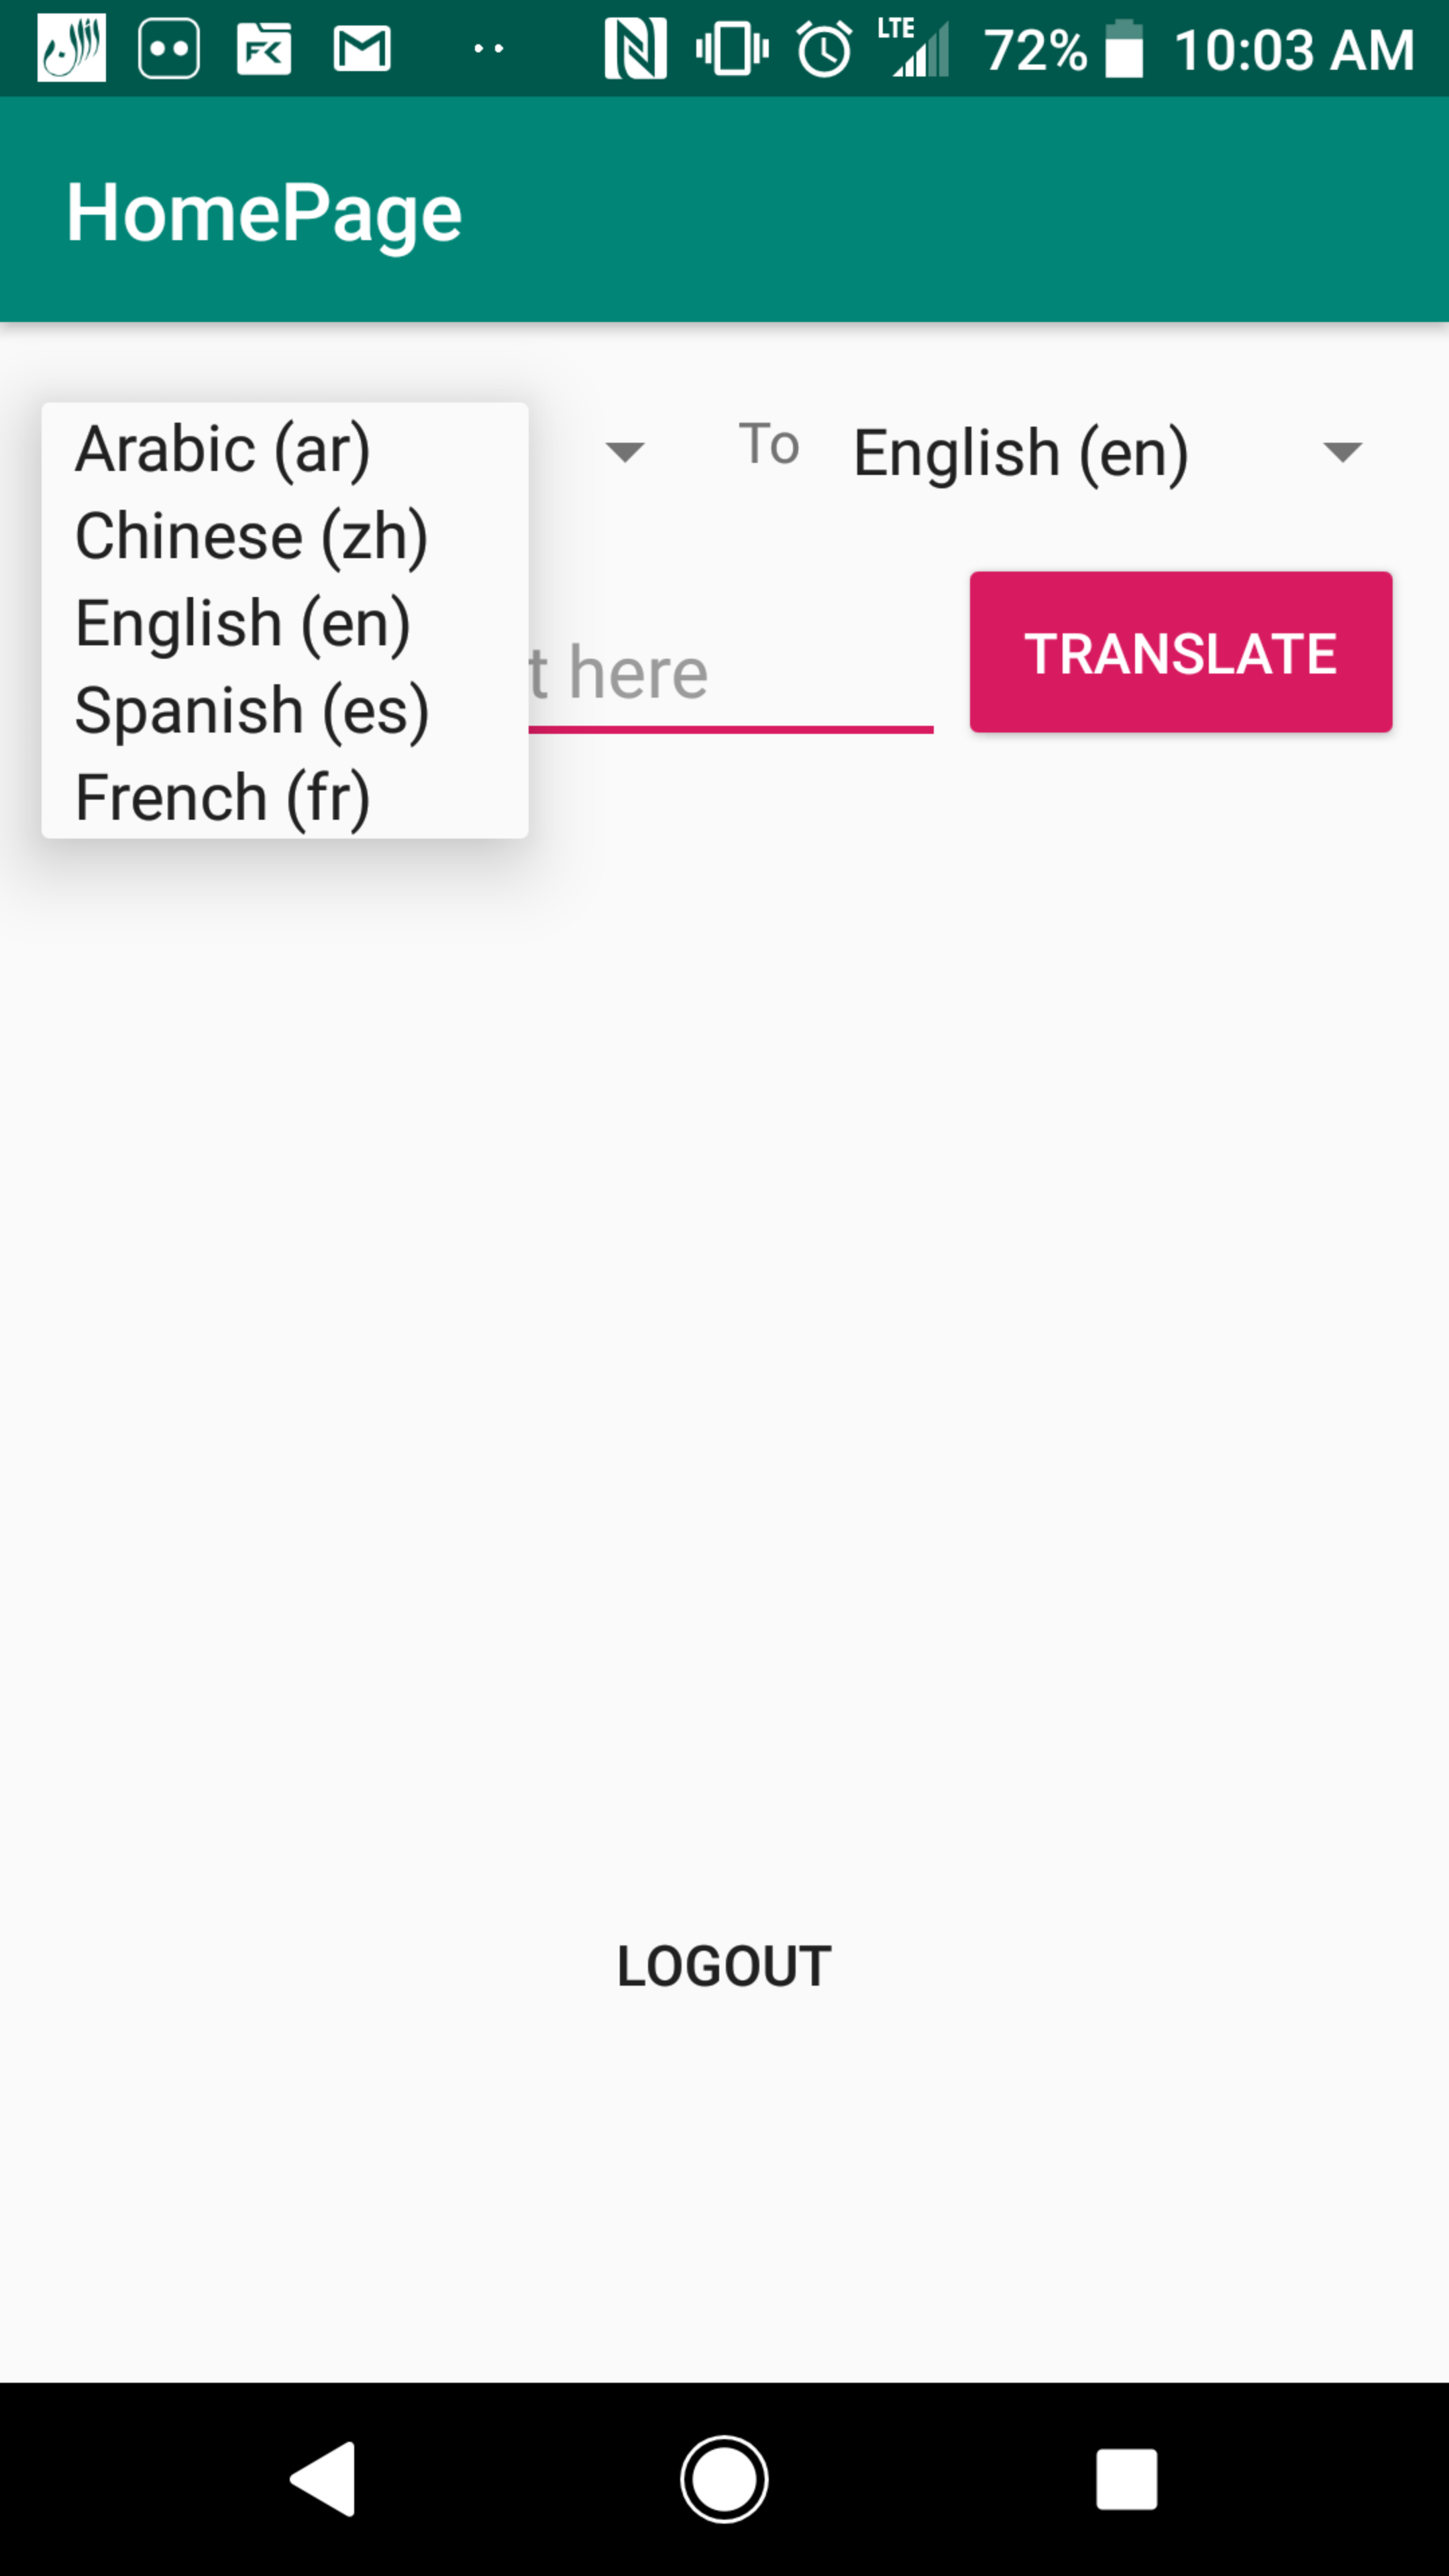 LTE 72% 10:03 AM
HomePage
Arabic (ar)
Chinese (zh)
English (en)
Spanish (es)
French (fr)
To English (en)
t here
TRANSLATE
LOGOUT